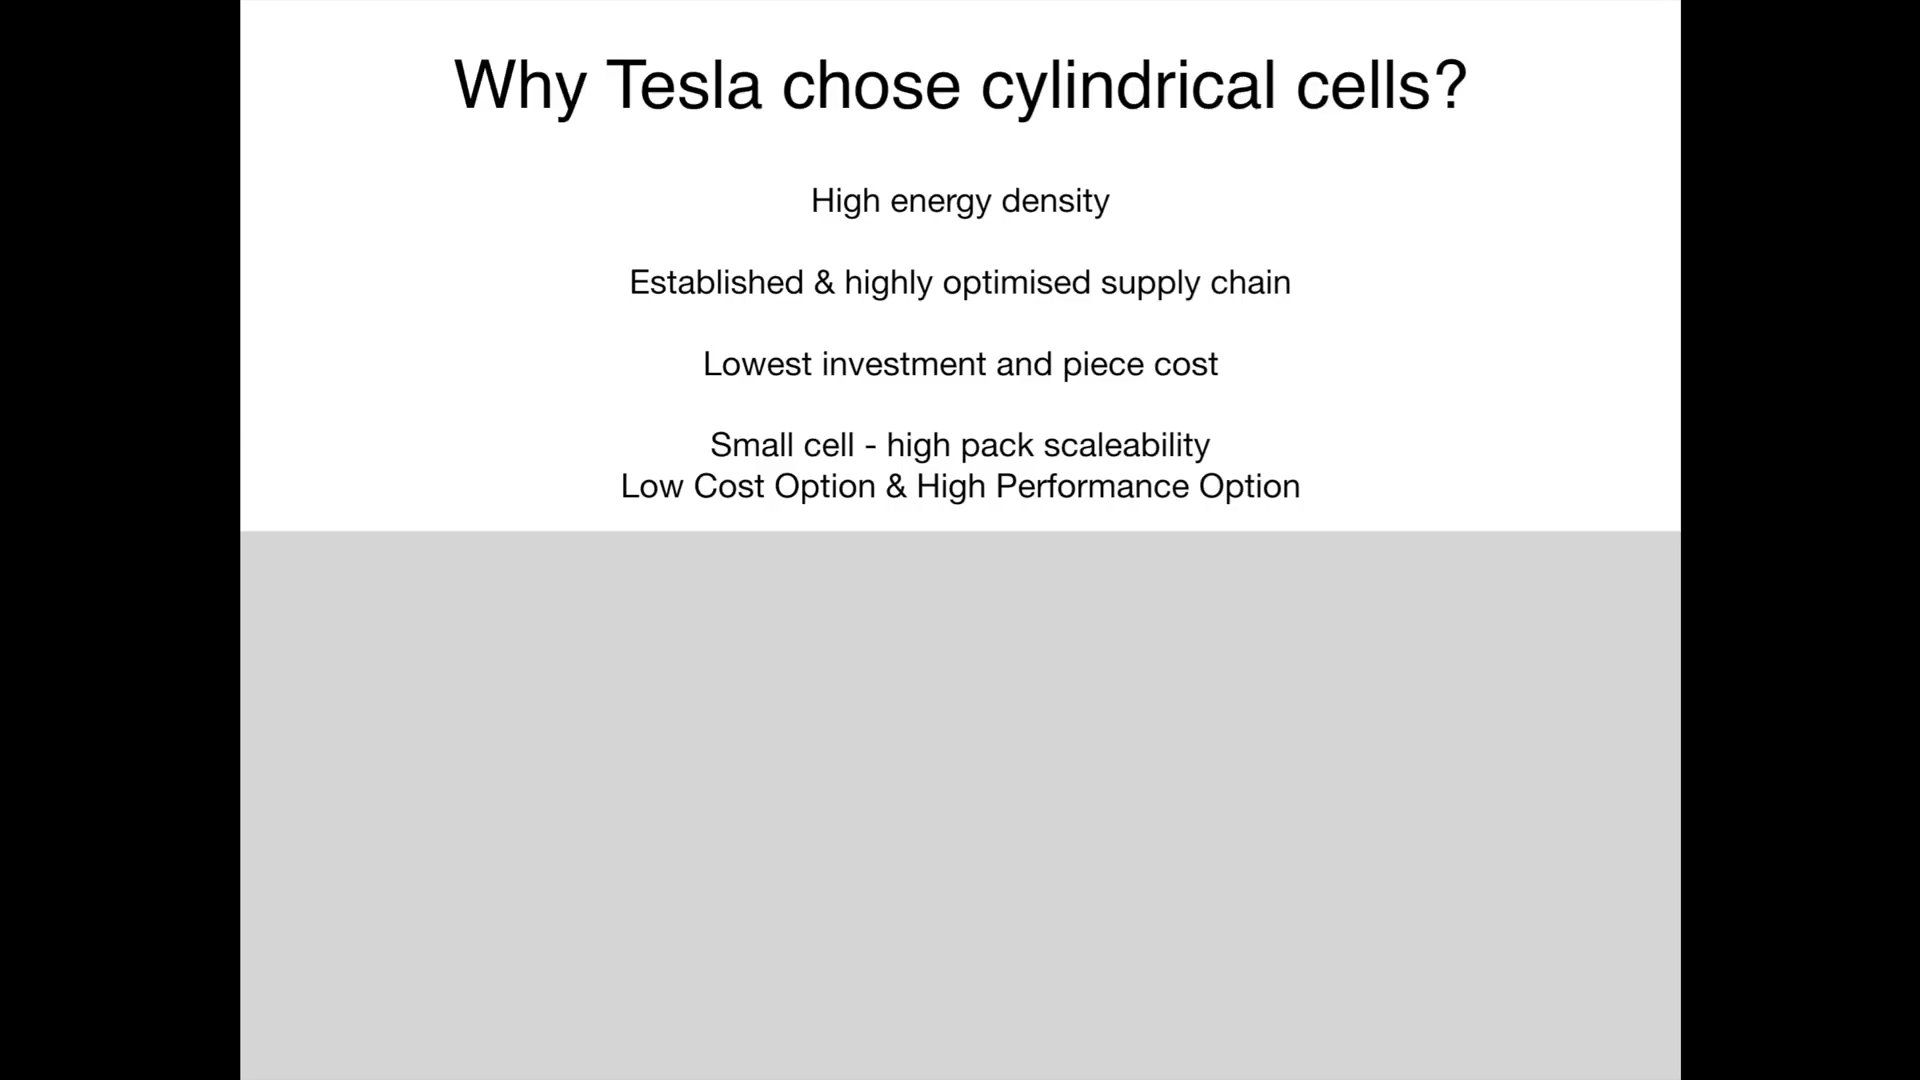 Why Tesla chose cylindrical cells?
High energy density
Established & highly optimised supply chain
Lowest investment and piece cost
Small cell - high pack scaleability
Low Cost Option & High Performance Option